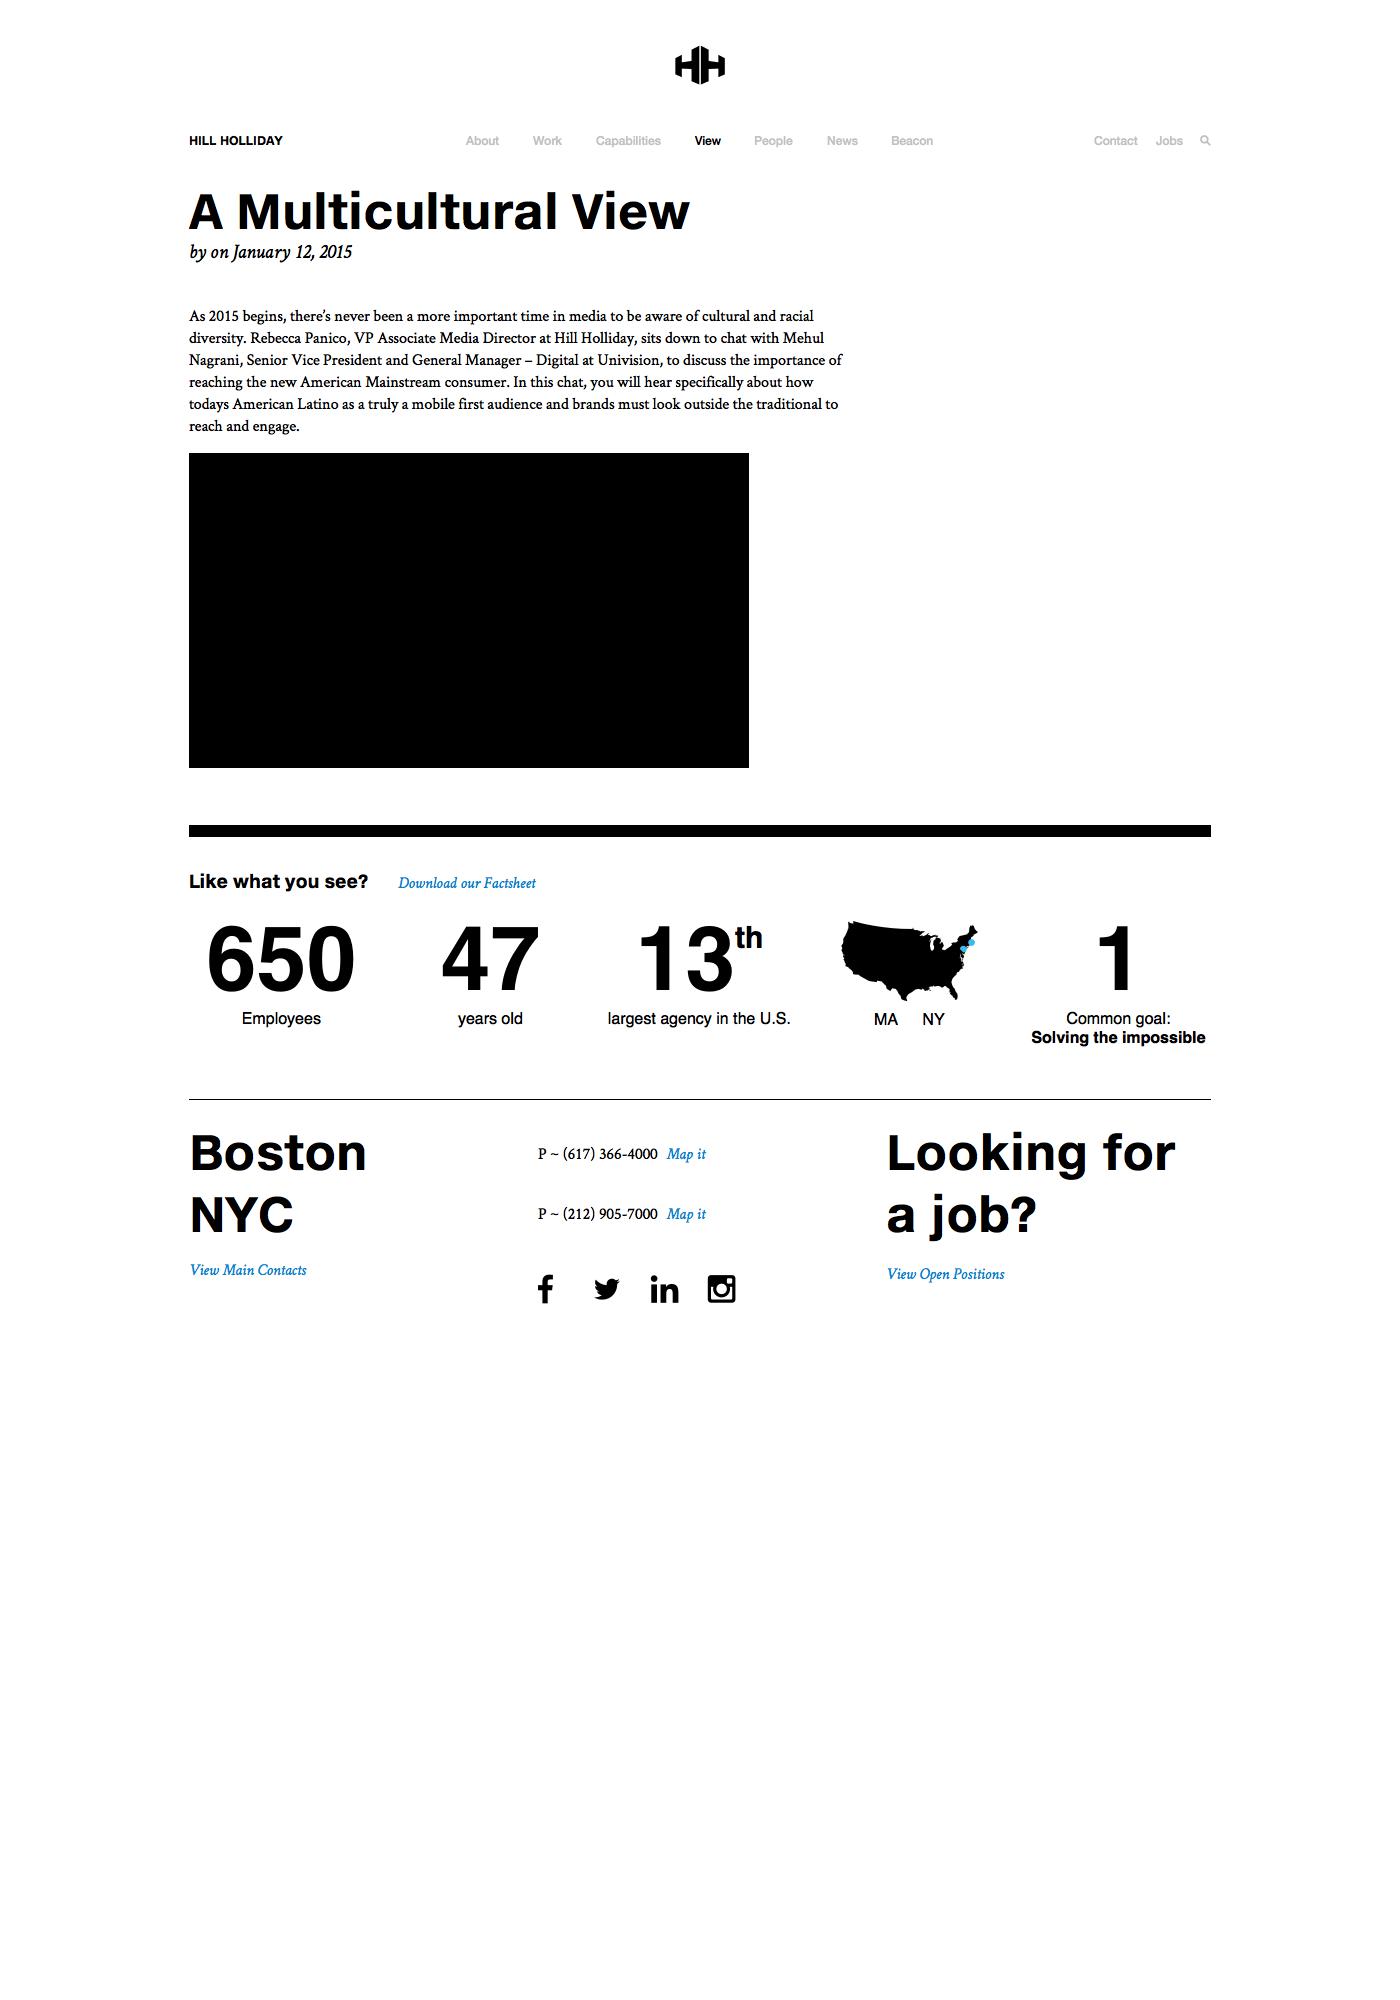 HILL HOLLIDAY
About Work Capabilities View People News Beacon
Contact Jobs
A Multicultural View
by on January 12, 2015
As 2015 begins, there’s never been a more important time in media to be aware of cultural and racial
diversity. Rebecca Panico, VP Associate Media Director at Hill Holliday, sits down to chat with Mehul
Nagrani, Senior Vice President and General Manager – Digital at Univision, to discuss the importance of
reaching the new American Mainstream consumer. In this chat, you will hear specifically about how
todays American Latino as a truly a mobile first audience and brands must look outside the traditional to
reach and engage.
Like what you see? Download our Factsheet
650
Employees
47
years old
13th
largest agency in the U.S.
MA NY
1
Common goal:
Solving the impossible
Boston
NYC
View Main Contacts
P ~ (617) 366-4000 Map it
P ~ (212) 905-7000 Map it
Looking for
a job?
View Open Positions